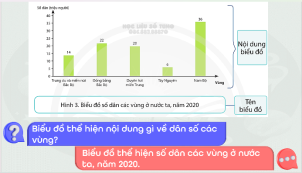 Số dân (triệu người)
14
22
20
6
36
Trung du và miền núi
Bắc Bộ
Đồng bằng
Bắc Bộ
Duyên hải
miền Trung
Tây Nguyên
Nam Bộ
Vùng
Nội dung
biểu đồ
Hình 3. Biểu đồ số dân các vùng ở nước ta, năm 2020
Tên
biểu đồ
Biểu đồ thể hiện nội dung gì về dân số các
vùng?
Biểu đồ thể hiện số dân các vùng ở nước
ta, năm 2020.